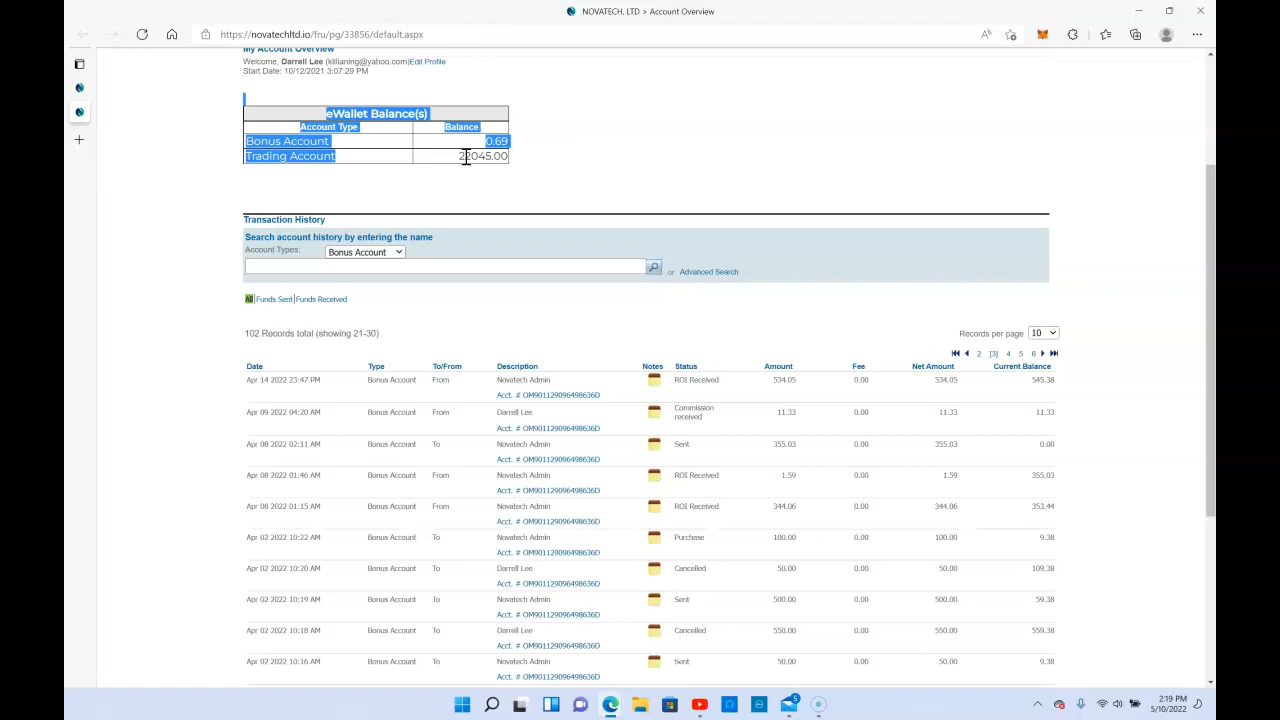 NOVATECH, LTD > Account Overview
https://novatechltd.io/fru/pg/33856/default.aspx
My Account Overview
Welcome, Darrell Lee (killianing@yahoo.com)Edit Profile
Start Date: 10/12/2021 3:07:29 PM
eWallet Balance(s)
Account Type Balance
Bonus Account 0.69
Trading Account 22045.00
Transaction History
Search account history by entering the name
Account Types: Bonus Account
or Advanced Search
All Funds Sent Funds Received
102 Records total (showing 21-30) Records per page 10
2 [3] 4 5 6
Date Type To/From Description Notes Status Amount Fee Net Amount Current Balance
Apr 14 2022 23:47 PM Bonus Account From Novatech Admin ROI Received 534.05 0.00 534.05 545.38
Acct. # OM901129096498636D
Apr 09 2022 04:20 AM Bonus Account From Darrell Lee Commission received 11.33 0.00 11.33 11.33
Acct. # OM901129096498636D
Apr 08 2022 02:11 AM Bonus Account To Novatech Admin Sent 355.03 0.00 355.03 0.00
Acct. # OM901129096498636D
Apr 08 2022 01:46 AM Bonus Account From Novatech Admin ROI Received 1.59 0.00 1.59 355.03
Acct. # OM901129096498636D
Apr 08 2022 01:15 AM Bonus Account From Novatech Admin ROI Received 344.06 0.00 344.06 353.44
Acct. # OM901129096498636D
Apr 02 2022 10:22 AM Bonus Account To Novatech Admin Purchase 100.00 0.00 100.00 9.38
Acct. # OM901129096498636D
Apr 02 2022 10:20 AM Bonus Account To Darrell Lee Cancelled 50.00 0.00 50.00 109.38
Acct. # OM901129096498636D
Apr 02 2022 10:19 AM Bonus Account To Novatech Admin Sent 500.00 0.00 500.00 59.38
Acct. # OM901129096498636D
Apr 02 2022 10:18 AM Bonus Account To Darrell Lee Cancelled 550.00 0.00 550.00 559.38
Acct. # OM901129096498636D
Apr 02 2022 10:16 AM Bonus Account To Novatech Admin Sent 50.00 0.00 50.00 9.38
Acct. # OM901129096498636D
5
2:19 PM
5/10/2022